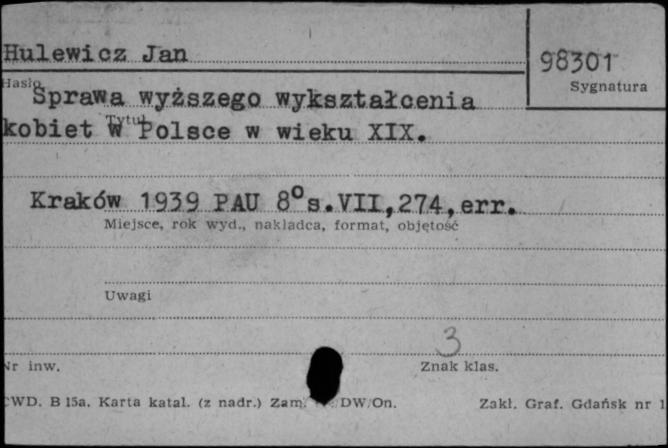 Hulewicz Jan
98301
Hasło
Sygnatura
Sprawa wyższego wykształcenia
kobiet w Polsce w wieku XIX.
Tytuł
Kraków 1939 PAU 8° s.VII,274,err.
Miejsce, rok wyd., nakładca, format, objętość
Uwagi
3
Nr inw.
Znak klas.
CWD. B 15a. Karta katal. (z nadr.) Zam. DW/On.
Zakł. Graf. Gdańsk nr 1